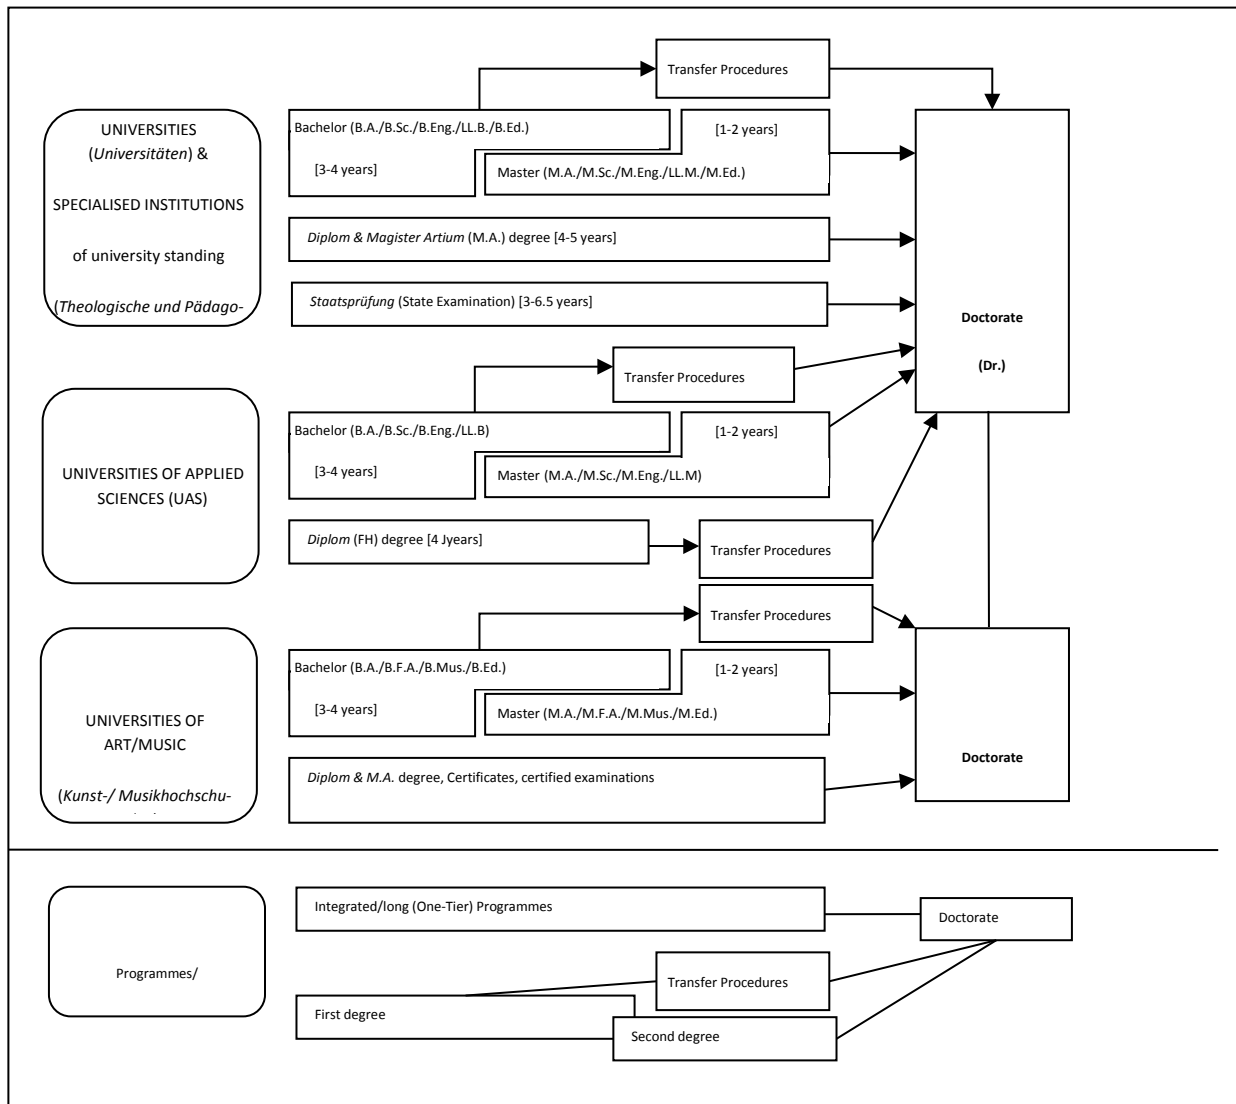 Transfer Procedures
UNIVERSITIES
(Universitäten) &
SPECIALISED INSTITUTIONS
of university standing
(Theologische und Pädago-
Bachelor (B.A./B.Sc./B.Eng./LL.B./B.Ed.)
[3-4 years]
[1-2 years]
Master (M.A./M.Sc./M.Eng./LL.M./M.Ed.)
Diplom & Magister Artium (M.A.) degree [4-5 years]
Staatsprüfung (State Examination) [3-6.5 years]
Doctorate
(Dr.)
Transfer Procedures
UNIVERSITIES OF APPLIED
SCIENCES (UAS)
Bachelor (B.A./B.Sc./B.Eng./LL.B)
[3-4 years]
[1-2 years]
Master (M.A./M.Sc./M.Eng./LL.M)
Diplom (FH) degree [4 Jyears]
Transfer Procedures
Transfer Procedures
UNIVERSITIES OF
ART/MUSIC
(Kunst-/ Musikhochschu-
Bachelor (B.A./B.F.A./B.Mus./B.Ed.)
[3-4 years]
[1-2 years]
Master (M.A./M.F.A./M.Mus./M.Ed.)
Diplom & M.A. degree, Certificates, certified examinations
Doctorate
Programmes/
Integrated/long (One-Tier) Programmes
Doctorate
Transfer Procedures
First degree
Second degree